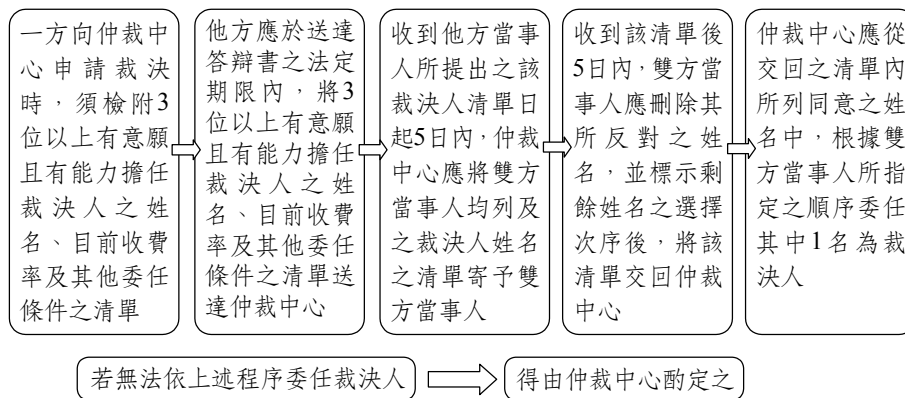 一方向仲裁中
心申請裁決
時，須檢附3
位以上有意願
且有能力擔任
裁決人之姓
名、目前收費
率及其他委任
條件之清單
他方應於送達
答辯書之法定
期限內，將3
位以上有意願
且有能力擔任
裁決人之姓
名、目前收費
率及其他委任
條件之清單送
達仲裁中心
收到他方當事
人所提出之該
裁決人清單日
起5日內，仲裁
中心應將雙方
當事人均列及
之裁決人姓名
之清單寄予雙
方當事人
收到該清單後
5日內，雙方當
事人應刪除其
所反對之姓
名，並標示剩
餘姓名之選擇
次序後，將該
清單交回仲裁
中心
仲裁中心應從
交回之清單內
所列同意之姓
名中，根據雙
方當事人所指
定之順序委任
其中1名為裁
決人
若無法依上述程序委任裁決人
得由仲裁中心酌定之